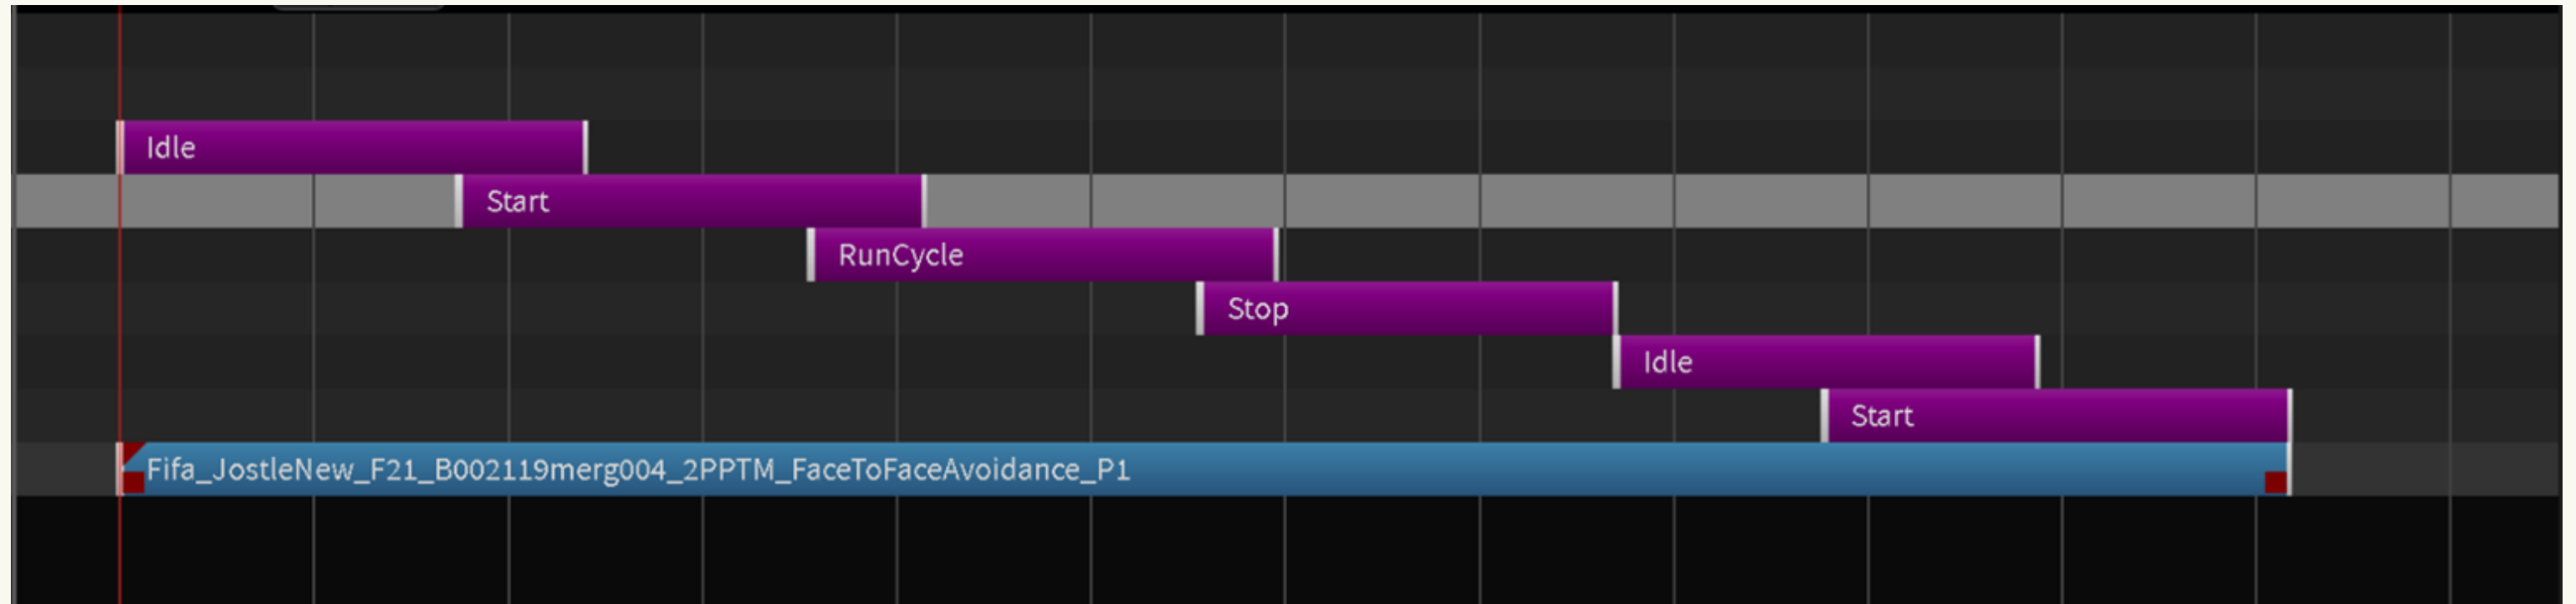 Idle
Start
RunCycle
Stop
Idle
Start
Fifa_JostleNew_F21_B002119merg004_2PPTM_FaceToFaceAvoidance_P1